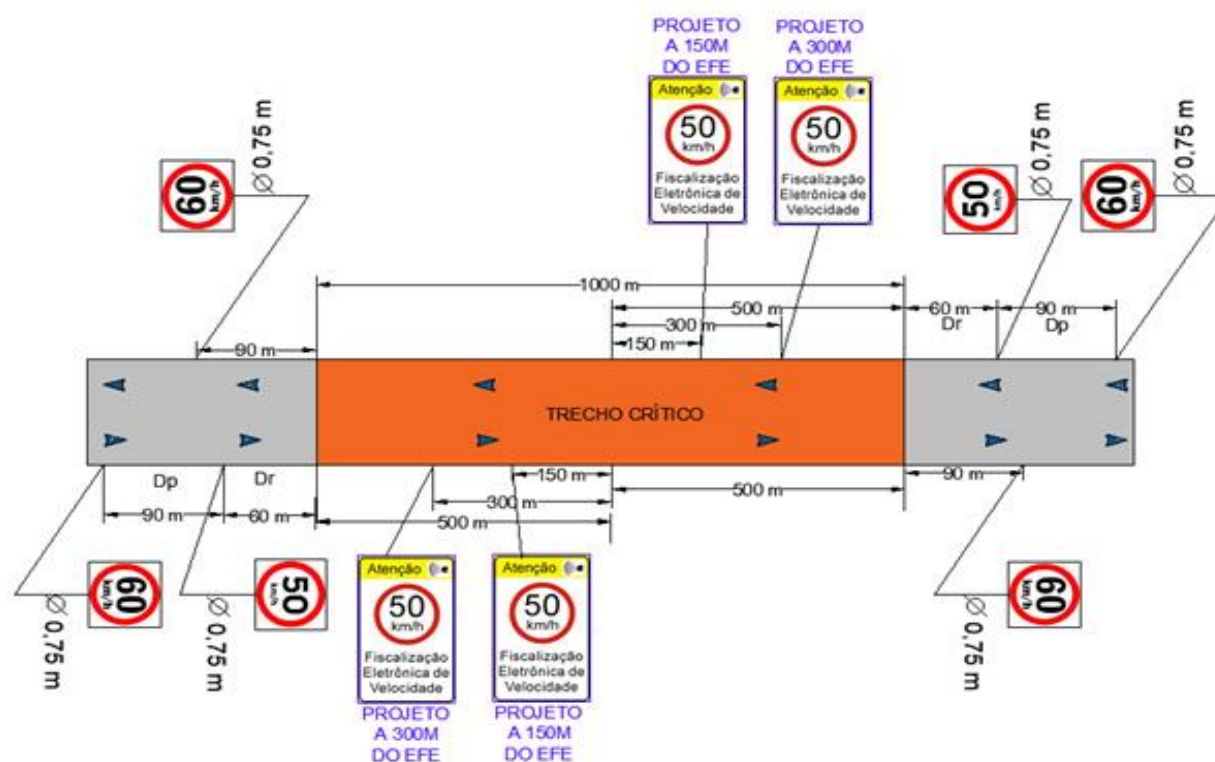 PROJETO
A 150M
DO EFE
PROJETO
A 300M
DO EFE
Atenção
50
km/h
Fiscalização
Eletrônica de
Velocidade
Atenção
50
km/h
Fiscalização
Eletrônica de
Velocidade
60
km/h
Ø 0,75 m
50
km/h
Ø 0,75 m
60
km/h
Ø 0,75 m
1000 m
500 m
60 m
90 m
Dr
Dp
300 m
150 m
90 m
TRECHO CRÍTICO
150 m
300 m
500 m
500 m
90 m
Dp
Dr
90 m
60 m
60
km/h
Ø 0,75 m
50
km/h
Ø 0,75 m
Atenção
50
km/h
Fiscalização
Eletrônica de
Velocidade
PROJETO
A 300M
DO EFE
Atenção
50
km/h
Fiscalização
Eletrônica de
Velocidade
PROJETO
A 150M
DO EFE
60
km/h
Ø 0,75 m